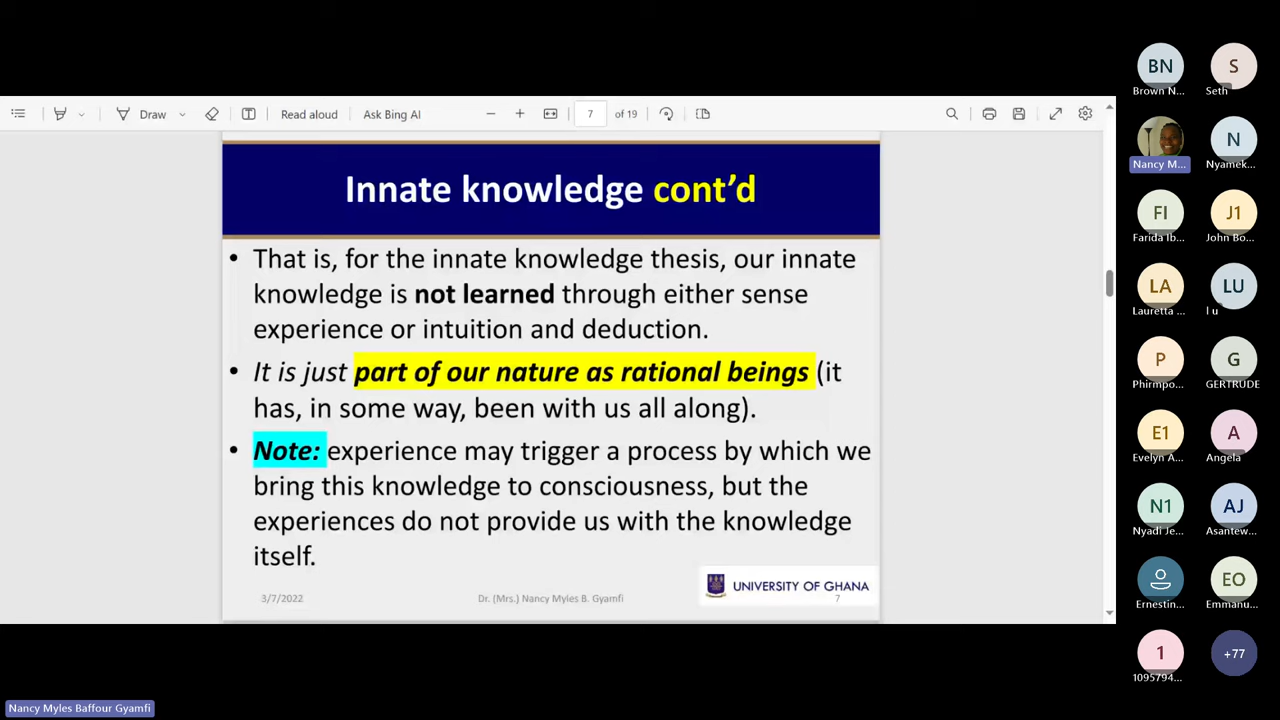 Draw
Read aloud
Ask Bing AI
7
of 19
Innate knowledge cont’d
• That is, for the innate knowledge thesis, our innate
knowledge is not learned through either sense
experience or intuition and deduction.
• It is just part of our nature as rational beings (it
has, in some way, been with us all along).
• Note: experience may trigger a process by which we
bring this knowledge to consciousness, but the
experiences do not provide us with the knowledge
itself.
UNIVERSITY OF GHANA
3/7/2022
Dr. (Mrs.) Nancy Myles B. Gyamfi
7
BN
Brown N...
S
Seth
Nancy M...
N
Nyamek...
FI
Farida Ib...
J1
John Bo...
LA
Lauretta ...
LU
l u
P
Phirmpo...
G
GERTRUDE
E1
Evelyn A...
A
Angela
N1
Nyadi Je...
AJ
Asantew...
Ernestin...
EO
Emmanu...
1
1095794...
+77
Nancy Myles Baffour Gyamfi